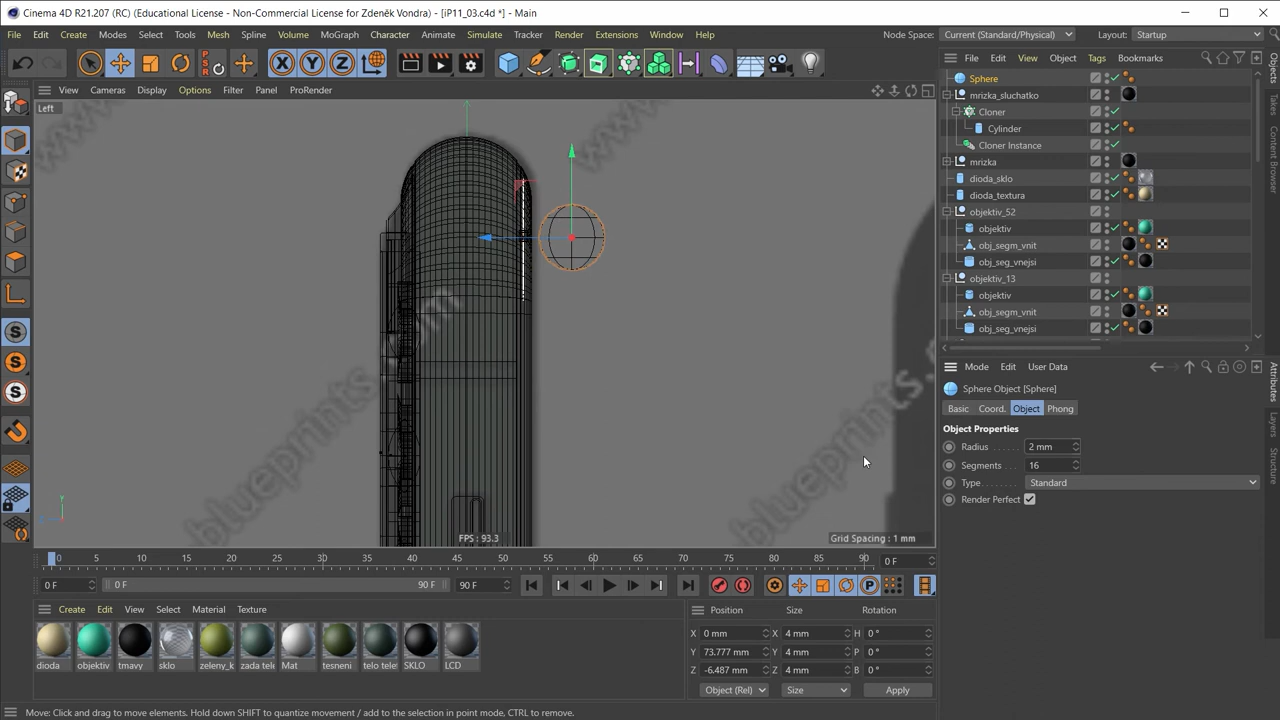 Cinema 4D R21.207 (RC) (Educational License - Non-Commercial License for Zdeněk Vondra) - [iP11_03.c4d *] - Main
File Edit Create Modes Select Tools Mesh Spline Volume MoGraph Character Animate Simulate Tracker Render Extensions Window Help Node Space: Current (Standard/Physical) Layout: Startup
PSR
X Y Z
File Edit View Object Tags Bookmarks
View Cameras Display Options Filter Panel ProRender
Left
Sphere
mrizka_sluchatko
Cloner
Cylinder
Cloner Instance
mrizka
dioda_sklo
dioda_textura
objektiv_52
objektiv
obj_segm_vnit
obj_seg_vnejsi
objektiv_13
objektiv
obj_segm_vnit
obj_seg_vnejsi
Objects
Takes
Content Browser
Attributes
Layers
Structure
Mode Edit User Data
Sphere Object [Sphere]
Basic Coord. Object Phong
Object Properties
Radius 2 mm
Segments 16
Type Standard
Render Perfect
Y
FPS : 93.3
Grid Spacing : 1 mm
0 5 10 15 20 25 30 35 40 45 50 55 60 65 70 75 80 85 90 0 F
0 F 0 F 90 F 90 F
Create Edit View Select Material Texture
dioda objektiv tmavy sklo zeleny_k zada tele Mat tesneni telo telef SKLO LCD
Position Size Rotation
X 0 mm X 4 mm H 0 °
Y 73.777 mm Y 4 mm P 0 °
Z -6.487 mm Z 4 mm B 0 °
Object (Rel) Size Apply
Move: Click and drag to move elements. Hold down SHIFT to quantize movement / add to the selection in point mode, CTRL to remove.